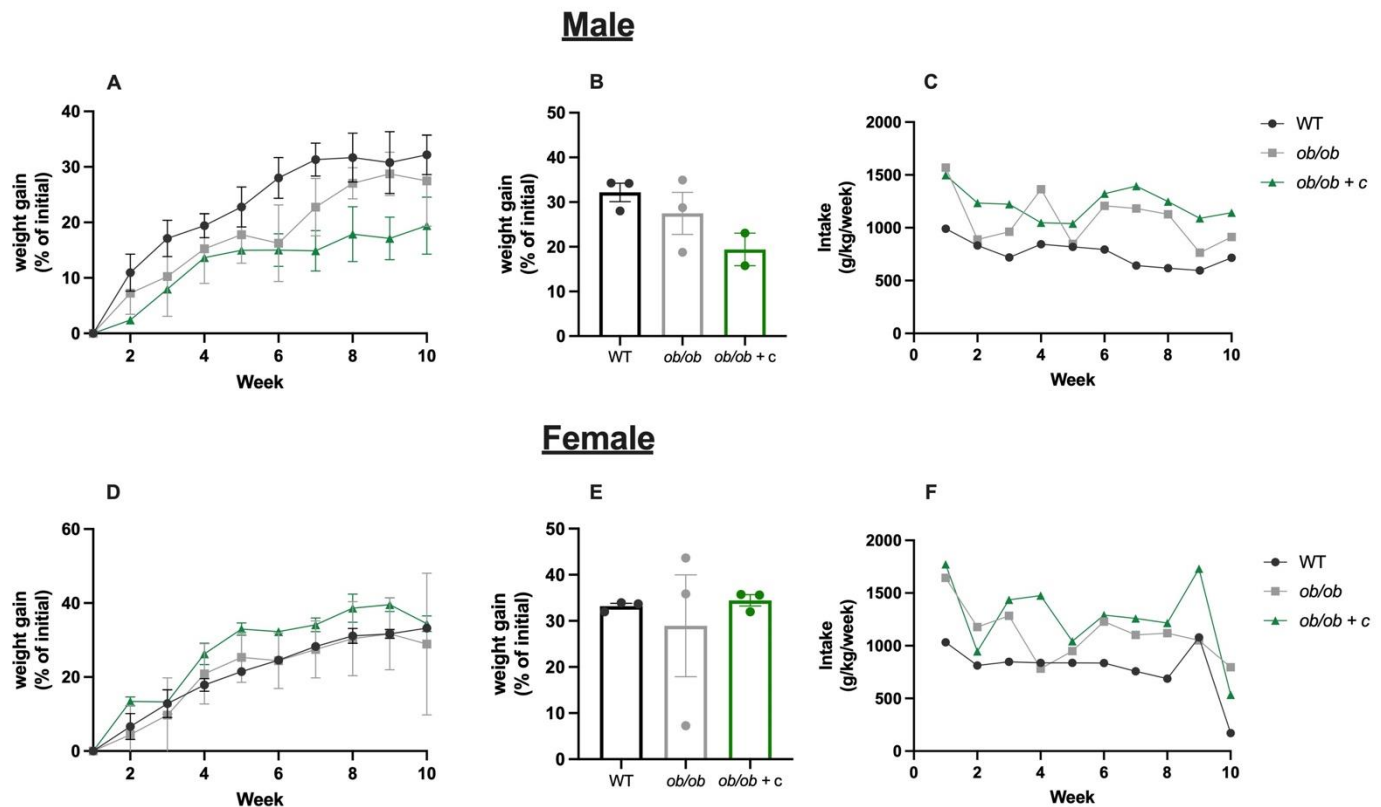 Male
A
weight gain
(% of initial)
40
30
20
10
0
2 4 6 8 10
Week
B
weight gain
(% of initial)
50
40
30
20
10
0
WT ob/ob ob/ob + c
C
Intake
(g/kg/week)
2000
1500
1000
500
0
0 2 4 6 8 10
Week
WT
ob/ob
ob/ob + c
Female
D
weight gain
(% of initial)
60
40
20
0
2 4 6 8 10
Week
E
weight gain
(% of initial)
50
40
30
20
10
0
WT ob/ob ob/ob + c
F
Intake
(g/kg/week)
2000
1500
1000
500
0
0 2 4 6 8 10
Week
WT
ob/ob
ob/ob + c